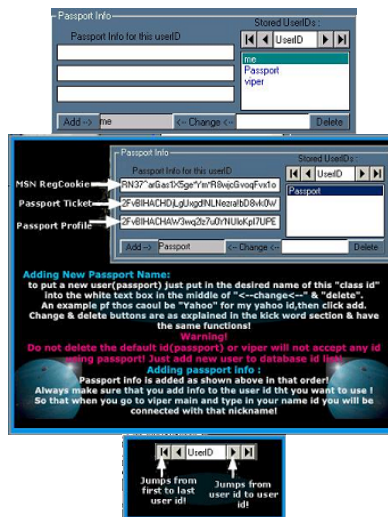 Passport Info
Stored UserIDs :
Passport Info for this userID
UserID
me
Passport
viper
Add --> me <-- Change <-- Delete
Passport Info
Stored UserIDs :
Passport Info for this userID
UserID
MSN RegCookie
Passport
Passport Ticket
Passport Profile
Add --> Passport <-- Change <-- Delete
Adding New Passport Name:
to put a new user(passport) just put in the desired name of this "class id"
into the white text box in the middle of "<---change<---" & "delete".
An example pf thos caoul be "Yahoo" for my yahoo id,then click add.
Change & delete buttons are as explained in the kick word section & have
the same functions!
Warning!
Do not delete the default id(passport) or viper will not accept any id
using passport! Just add new user to database id list!
Adding passport info :
Passport info is added as shown above in that order!
Always make sure that you add info to the user id tht you want to use !
So that when you go to viper main and type in your name id you will be
connected with that nickname!
UserID
Jumps from
first to last
user id!
Jumps from
user id to user
id!